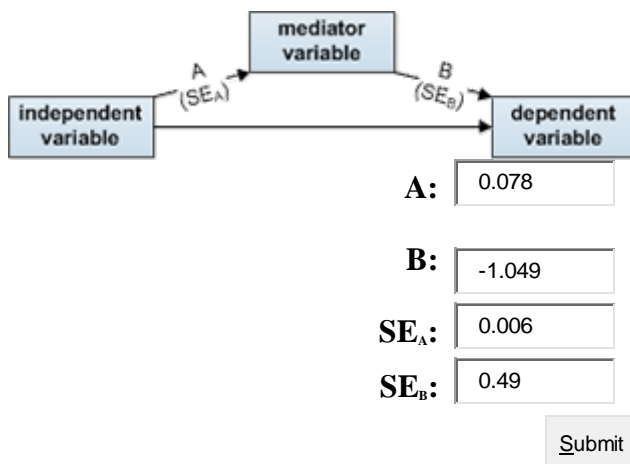 mediator
variable
A
(SEA)
B
(SEB)
independent
variable
dependent
variable
A: 0.078
B: -1.049
SEA: 0.006
SEB: 0.49
Submit